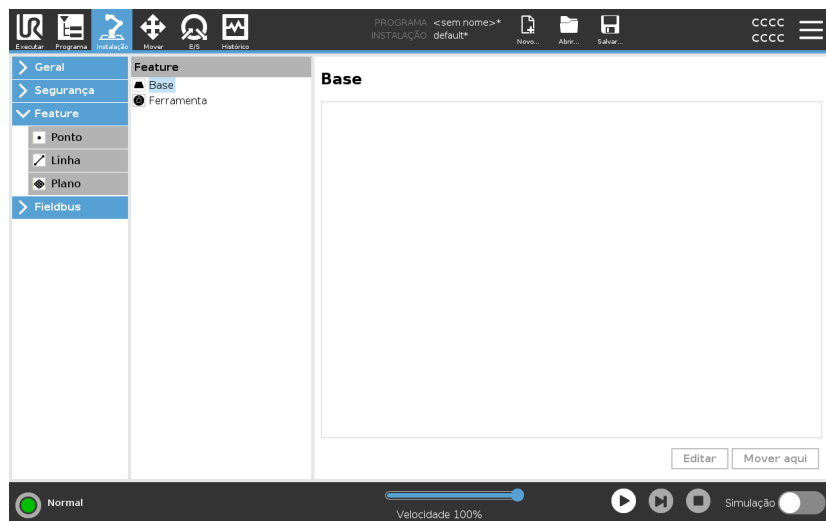 PROGRAMA <sem nome>*
INSTALAÇÃO default*
CCCC
CCCC
Executar Programa Instalação Mover E/S Histórico Novo... Abrir... Salvar...
Geral
Segurança
Feature
Ponto
Linha
Plano
Fieldbus
Feature
Base
Ferramenta
Base
Editar Mover aqui
Normal
Velocidade 100%
Simulação